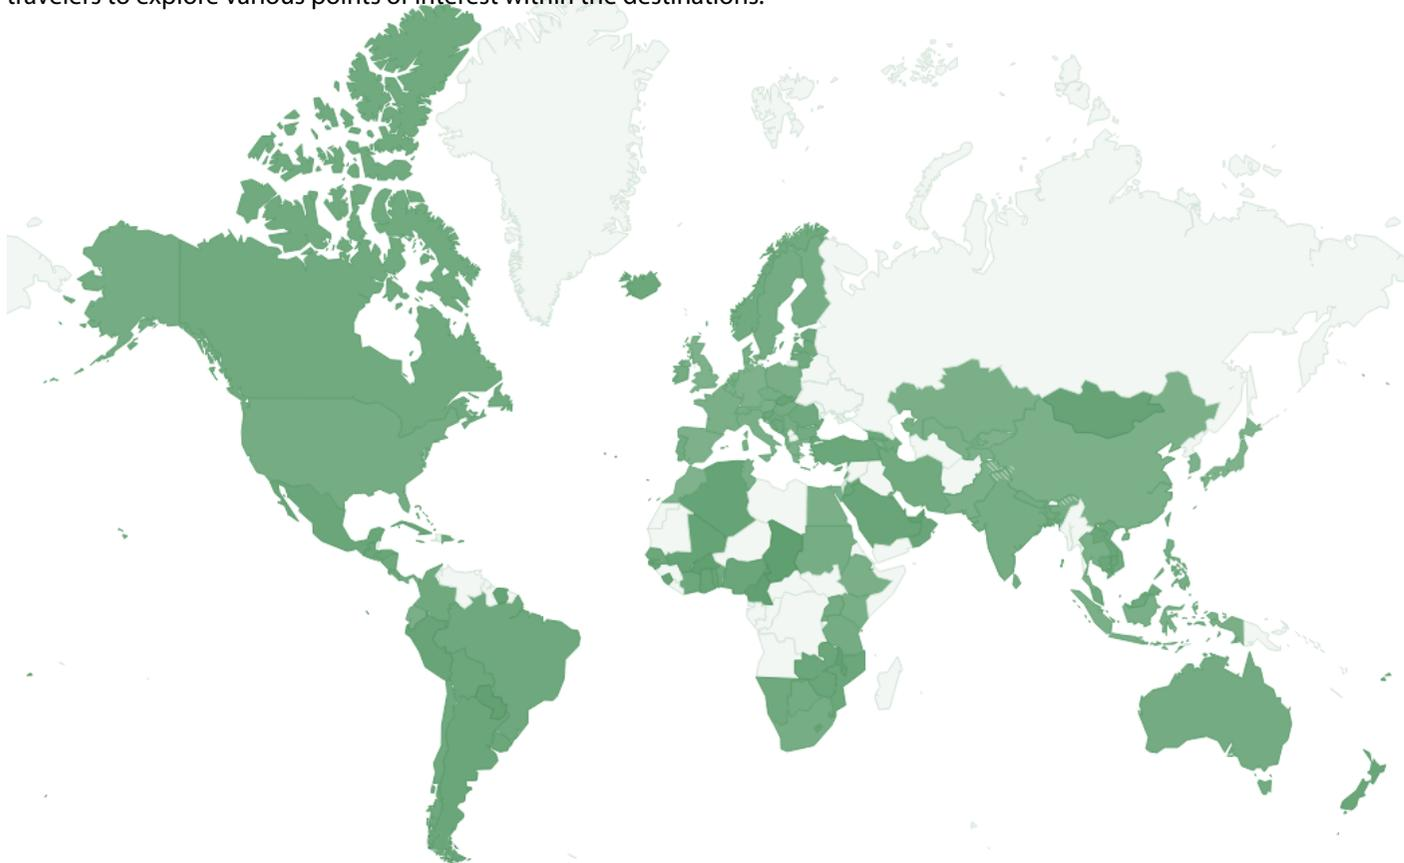 travelers to explore various points of interest within the destinations.